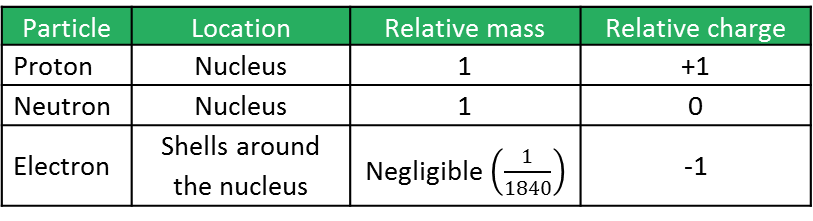 Particle Location Relative mass Relative charge
Proton Nucleus 1 +1
Neutron Nucleus 1 0
Electron Shells around the nucleus Negligible (1/1840) -1